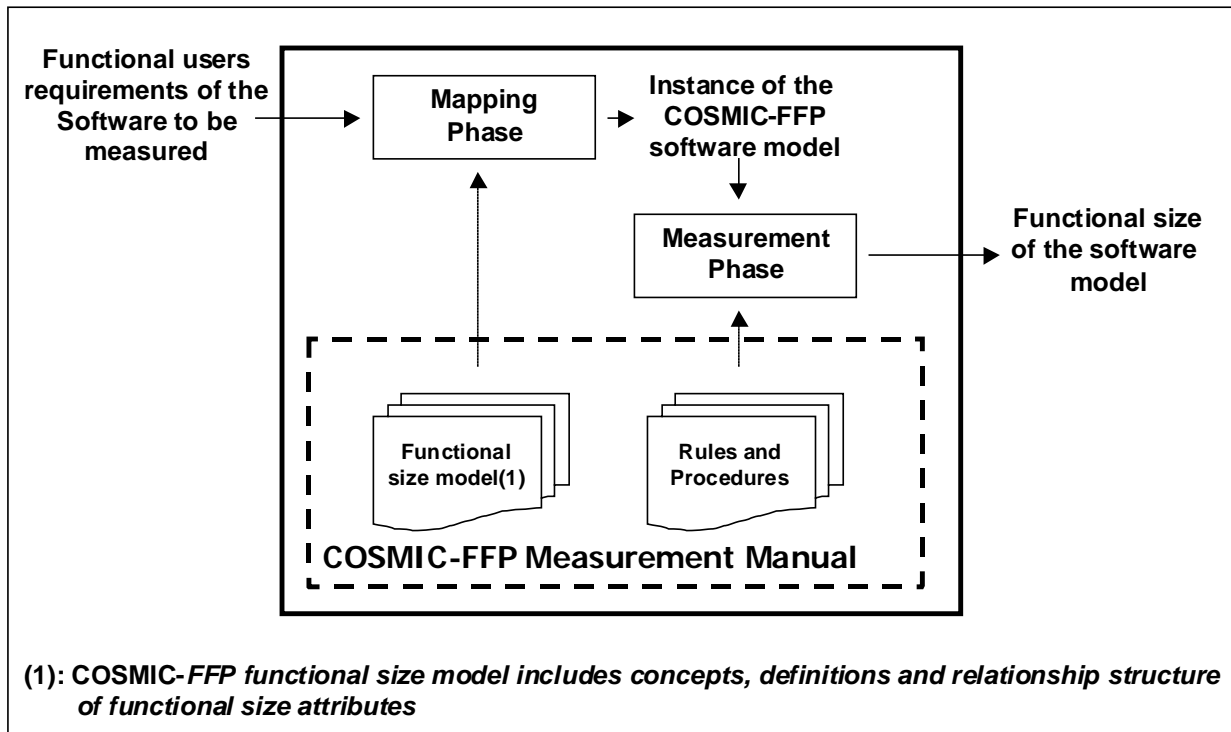 Functional users
requirements of the
Software to be
measured
Mapping
Phase
Instance of the
COSMIC-FFP
software model
Measurement
Phase
Functional size
of the software
model
Functional
size model(1)
Rules and
Procedures
COSMIC-FFP Measurement Manual
(1): COSMIC-FFP functional size model includes concepts, definitions and relationship structure
of functional size attributes